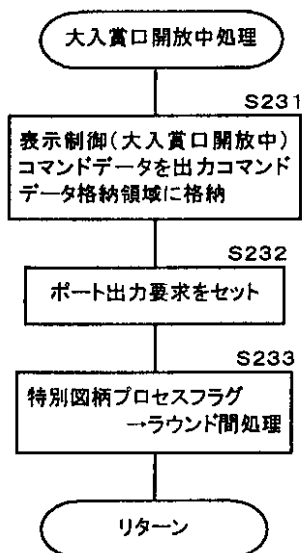 大入賞口開放中処理
S231
表示制御(大入賞口開放中)
コマンドデータを出力コマンド
データ格納領域に格納
S232
ポート出力要求をセット
S233
特別図柄プロセスフラグ
→ラウンド間処理
リターン